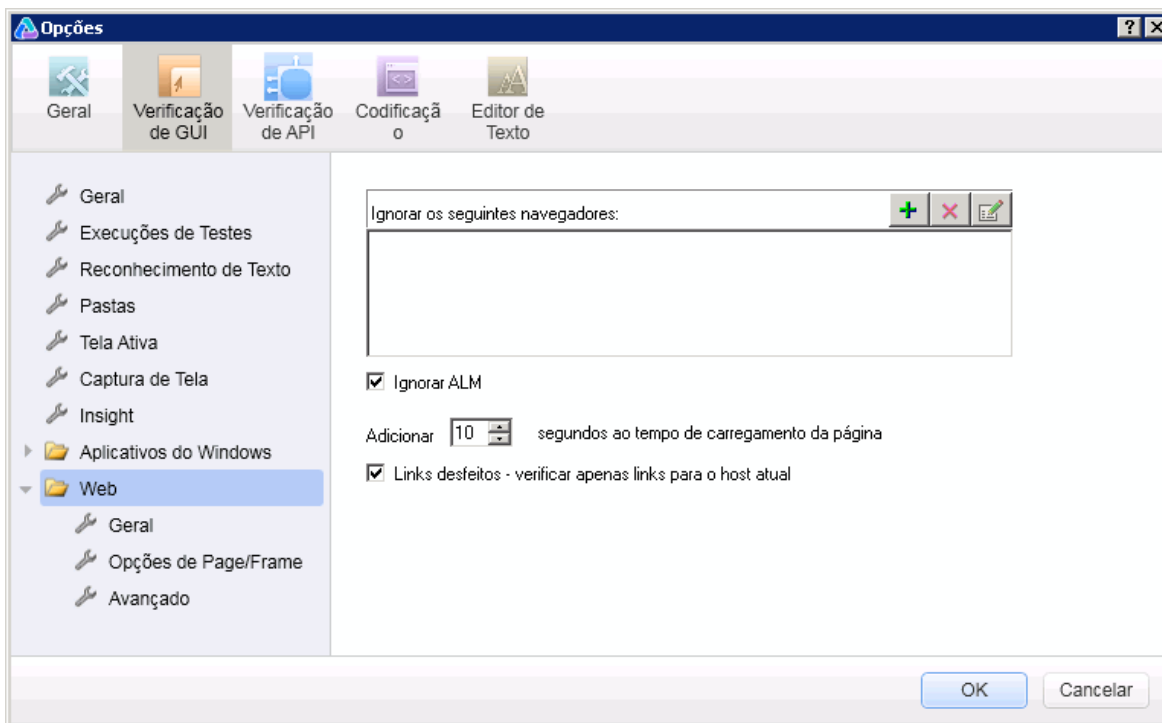 Opções
Geral
Verificação
de GUI
Verificação
de API
Codificaçã
o
Editor de
Texto
Geral
Execuções de Testes
Reconhecimento de Texto
Pastas
Tela Ativa
Captura de Tela
Insight
Aplicativos do Windows
Web
Geral
Opções de Page/Frame
Avançado
Ignorar os seguintes navegadores:
Ignorar ALM
Adicionar 10 segundos ao tempo de carregamento da página
Links desfeitos - verificar apenas links para o host atual
OK
Cancelar